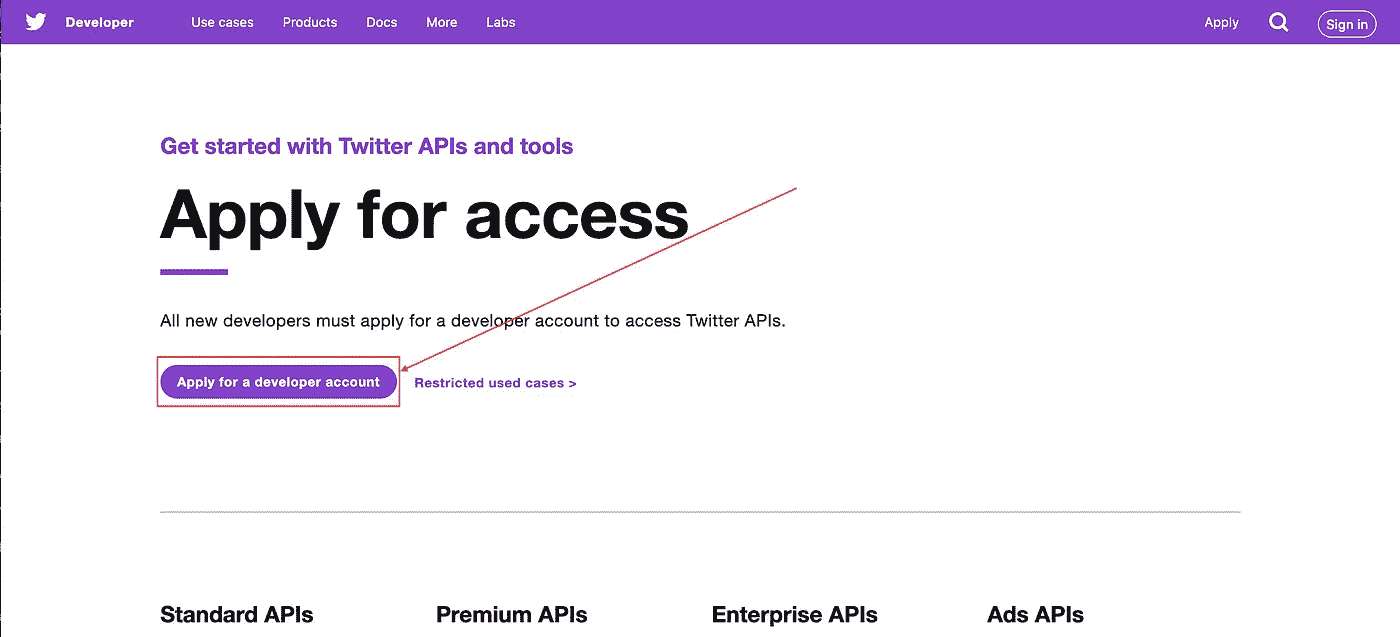 Developer Use cases Products Docs More Labs Apply Sign in
Get started with Twitter APIs and tools
Apply for access
All new developers must apply for a developer account to access Twitter APIs.
Apply for a developer account Restricted used cases >
Standard APIs Premium APIs Enterprise APIs Ads APIs